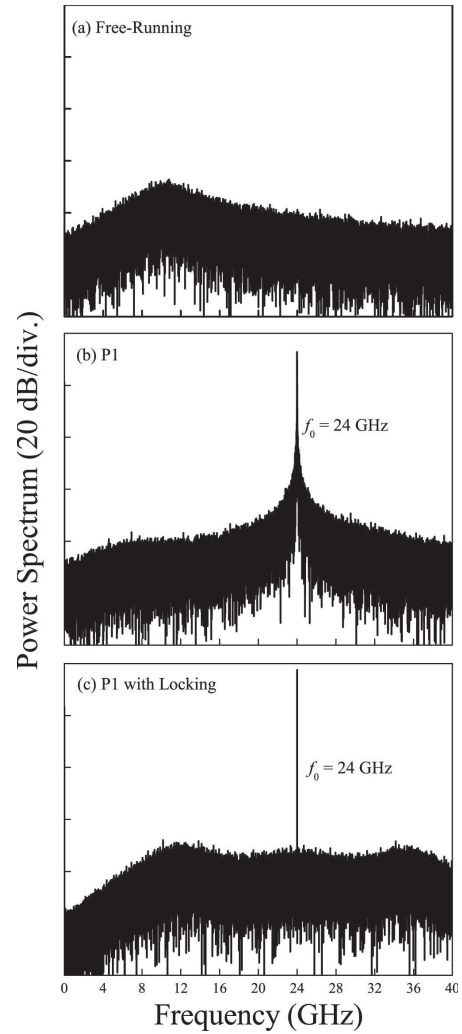 (a) Free-Running
(b) P1
f₀ = 24 GHz
(c) P1 with Locking
f₀ = 24 GHz
0 4 8 12 16 20 24 28 32 36 40
Frequency (GHz)
Power Spectrum (20 dB/div.)